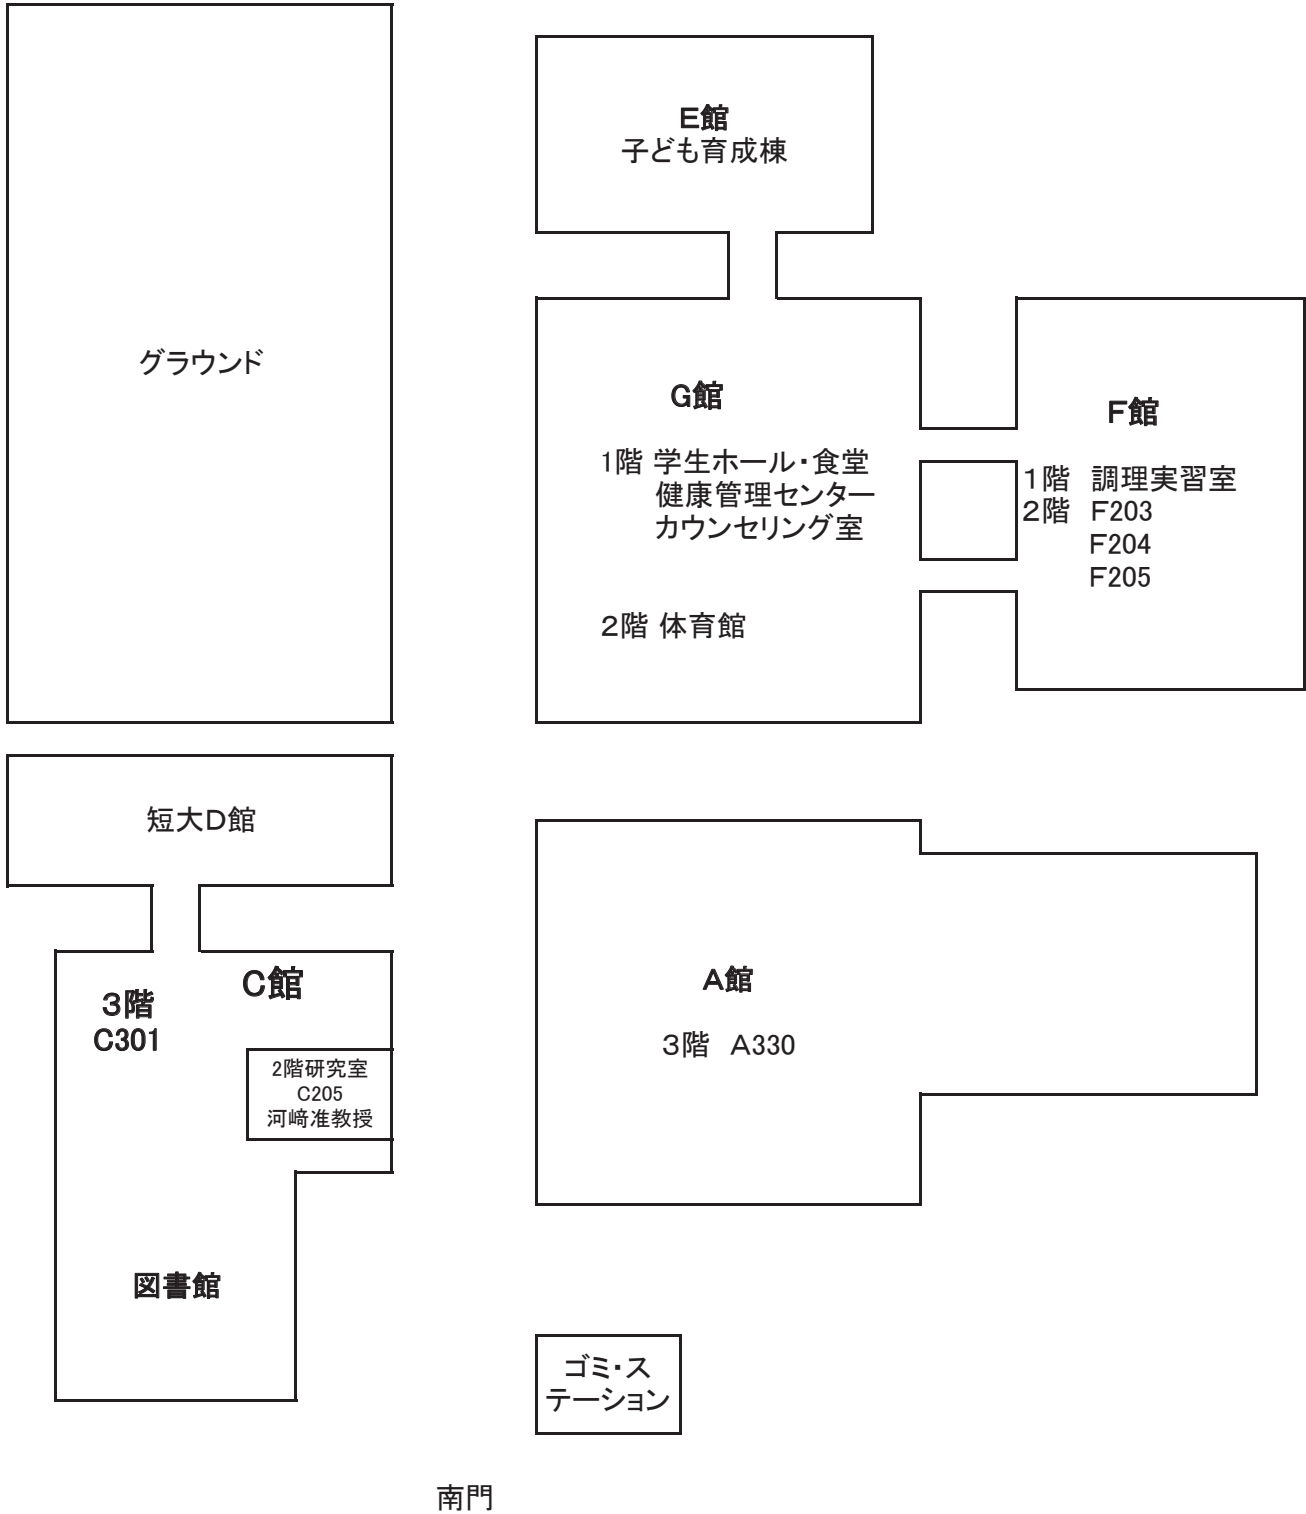 E館
子ども育成棟
グラウンド
G館
1階 学生ホール・食堂
健康管理センター
カウンセリング室
2階 体育館
F館
1階 調理実習室
2階 F203
F204
F205
短大D館
C館
3階
C301
2階研究室
C205
河﨑准教授
図書館
A館
3階 A330
ゴミ・ス
テーション
南門